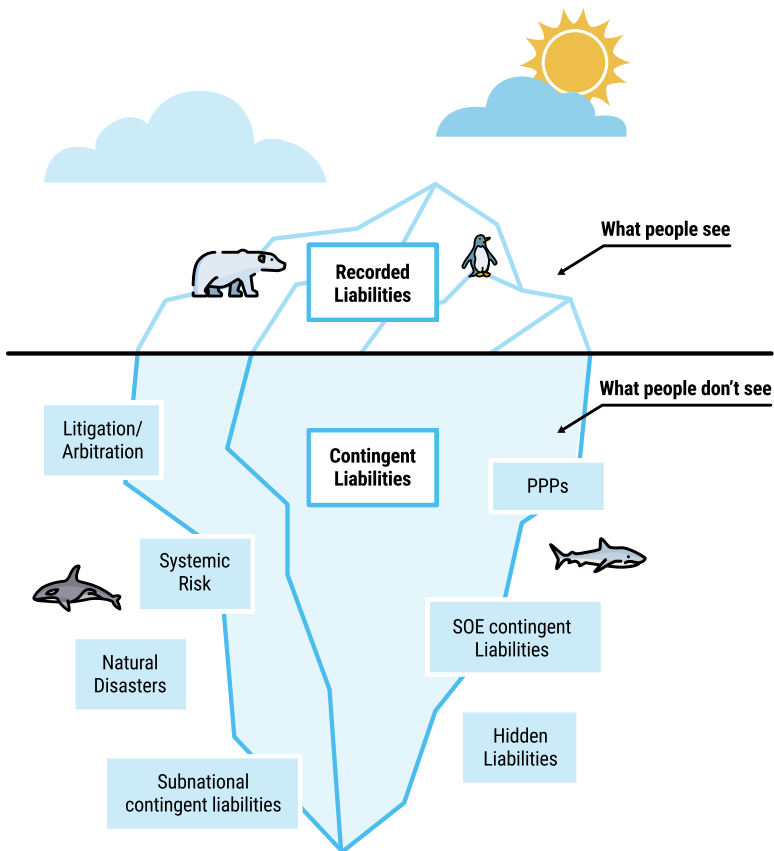 What people see
Recorded
Liabilities
What people don’t see
Litigation/
Arbitration
Contingent
Liabilities
PPPs
Systemic
Risk
SOE contingent
Liabilities
Natural
Disasters
Hidden
Liabilities
Subnational
contingent liabilities